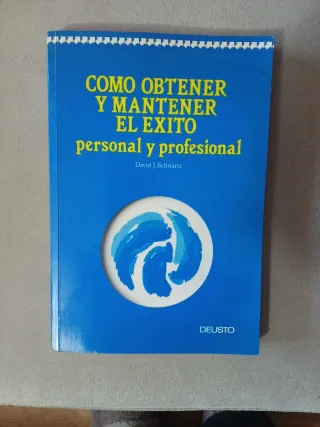 COMO OBTENER
Y MANTENER
EL EXITO
personal y profesional
David J. Schwartz
DEUSTO